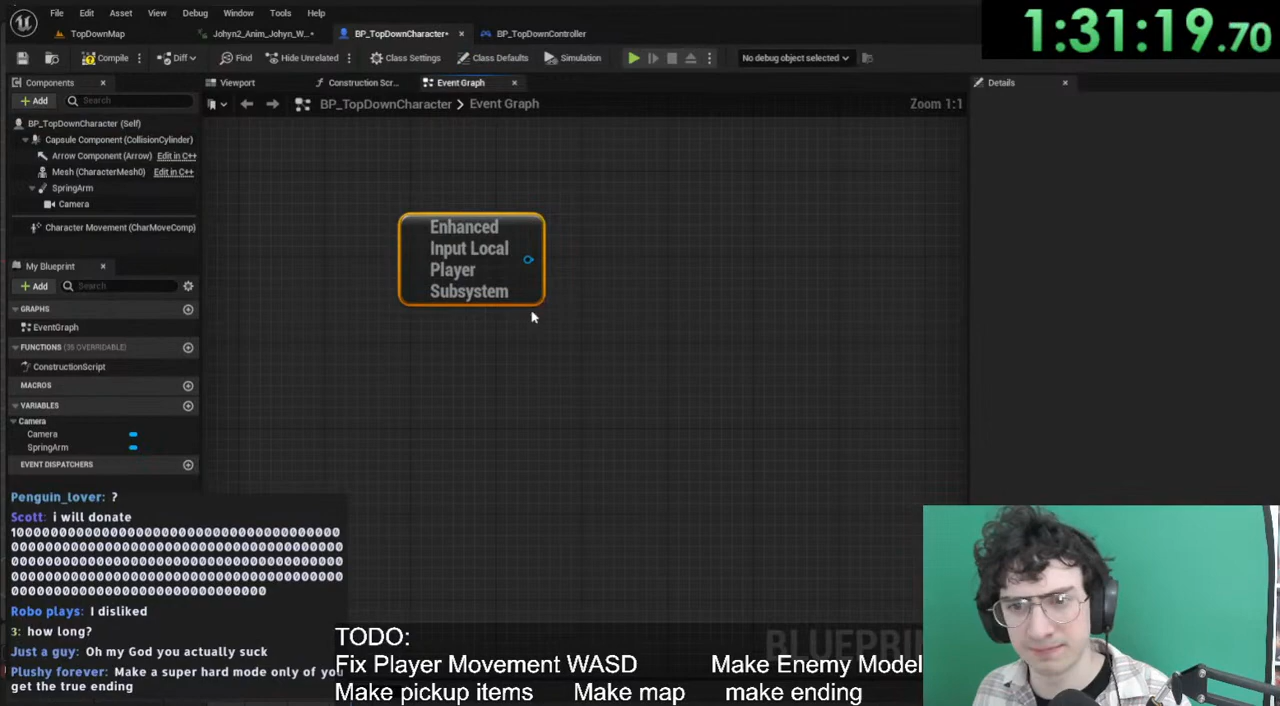 File Edit Asset View Debug Window Tools Help
1:31:19.70
TopDownMap Johyn2_Anim_Johyn_W...• BP_TopDownCharacter• BP_TopDownController
Compile Diff Find Hide Unrelated Class Settings Class Defaults Simulation No debug object selected
Components Viewport Construction Scr... Event Graph Details
Add Search BP_TopDownCharacter > Event Graph Zoom 1:1
BP_TopDownCharacter (Self)
Capsule Component (CollisionCylinder)
Arrow Component (Arrow) Edit in C++
Mesh (CharacterMesh0) Edit in C++
SpringArm
Camera
Character Movement (CharMoveComp)
Enhanced
Input Local
Player
Subsystem
My Blueprint
Add Search
GRAPHS
EventGraph
FUNCTIONS (35 OVERRIDABLE)
ConstructionScript
MACROS
VARIABLES
Camera
Camera
SpringArm
EVENT DISPATCHERS
Penguin_lover: ?
Scott: i will donate
Robo plays: I disliked
3: how long?
Just a guy: Oh my God you actually suck
Plushy forever: Make a super hard mode only of you
get the true ending
TODO:
Fix Player Movement WASD Make Enemy Model
Make pickup items Make map make ending